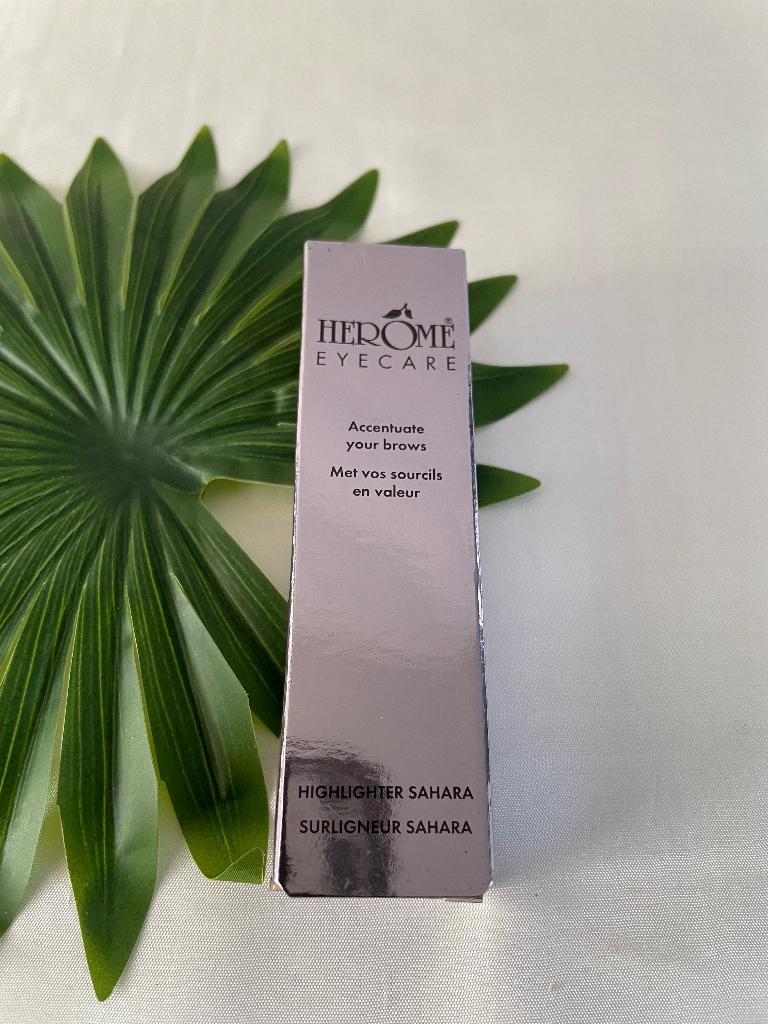 HERÔME®
EYECARE
Accentuate
your brows
Met vos sourcils
en valeur
HIGHLIGHTER SAHARA
SURLIGNEUR SAHARA